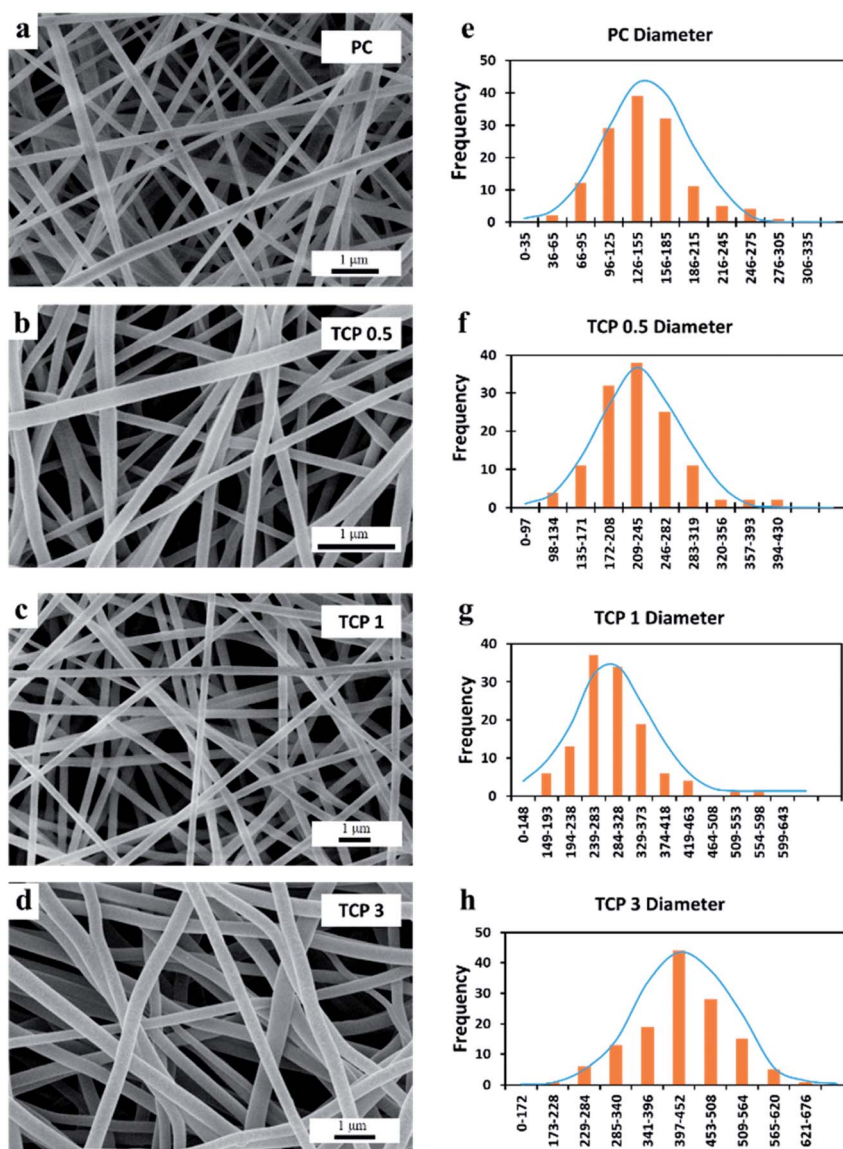 a
PC
1 µm
e
PC Diameter
Frequency
50
40
30
20
10
0
0-35
36-65
66-95
96-125
126-155
156-185
186-215
216-245
246-275
276-305
306-335
b
TCP 0.5
1 µm
f
TCP 0.5 Diameter
Frequency
40
30
20
10
0
0-97
98-134
135-171
172-208
209-245
246-282
283-319
320-356
357-393
394-430
c
TCP 1
1 µm
g
TCP 1 Diameter
Frequency
40
30
20
10
0
0-148
149-193
194-238
239-283
284-328
329-373
374-418
419-463
464-508
509-553
554-598
599-643
d
TCP 3
1 µm
h
TCP 3 Diameter
Frequency
50
40
30
20
10
0
0-172
173-228
229-284
285-340
341-396
397-452
453-508
509-564
565-620
621-676